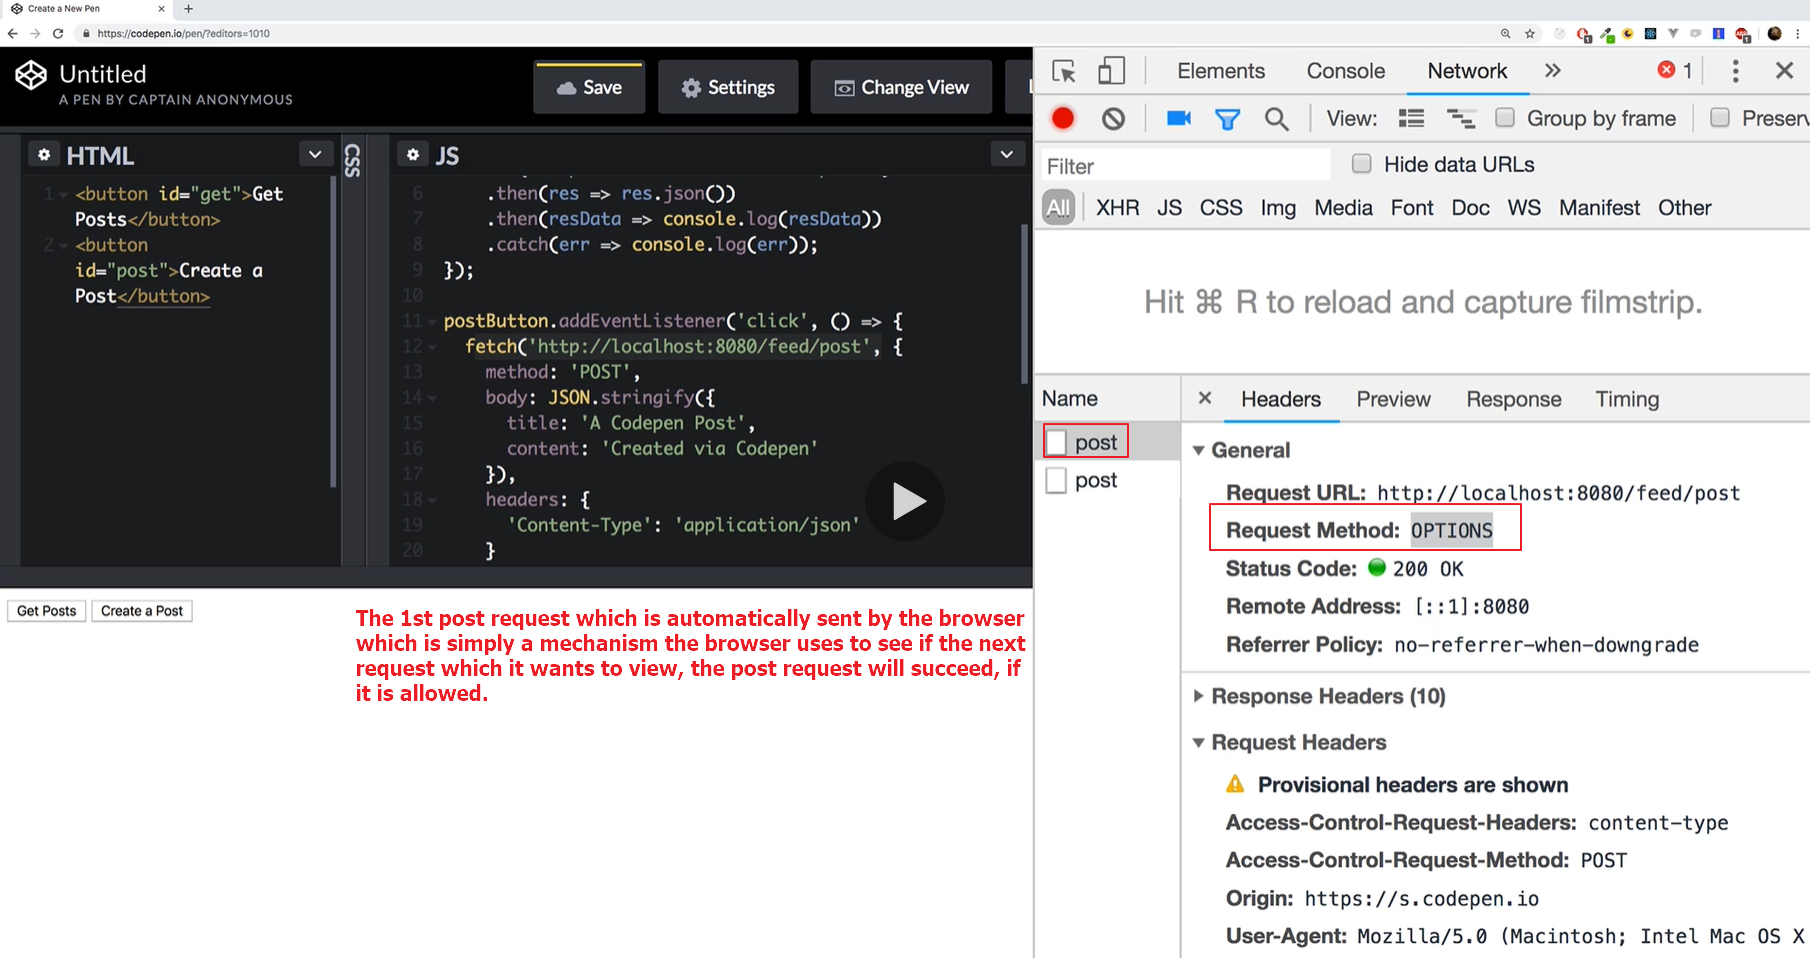 Create a New Pen
https://codepen.io/pen/?editors=1010
Untitled
A PEN BY CAPTAIN ANONYMOUS
Save
Settings
Change View
HTML
1 <button id="get">Get
Posts</button>
2 <button
id="post">Create a
Post</button>
CSS
JS
6 .then(res => res.json())
7 .then(resData => console.log(resData))
8 .catch(err => console.log(err));
9 });
10
11 postButton.addEventListener('click', () => {
12 fetch('http://localhost:8080/feed/post', {
13 method: 'POST',
14 body: JSON.stringify({
15 title: 'A Codepen Post',
16 content: 'Created via Codepen'
17 }),
18 headers: {
19 'Content-Type': 'application/json'
20 }
Get Posts
Create a Post
The 1st post request which is automatically sent by the browser
which is simply a mechanism the browser uses to see if the next
request which it wants to view, the post request will succeed, if
it is allowed.
Elements Console Network » 1
View: Group by frame Preserv
Filter Hide data URLs
All XHR JS CSS Img Media Font Doc WS Manifest Other
Hit ⌘ R to reload and capture filmstrip.
Name
post
post
Headers Preview Response Timing
General
Request URL: http://localhost:8080/feed/post
Request Method: OPTIONS
Status Code: 200 OK
Remote Address: [::1]:8080
Referrer Policy: no-referrer-when-downgrade
Response Headers (10)
Request Headers
Provisional headers are shown
Access-Control-Request-Headers: content-type
Access-Control-Request-Method: POST
Origin: https://s.codepen.io
User-Agent: Mozilla/5.0 (Macintosh; Intel Mac OS X